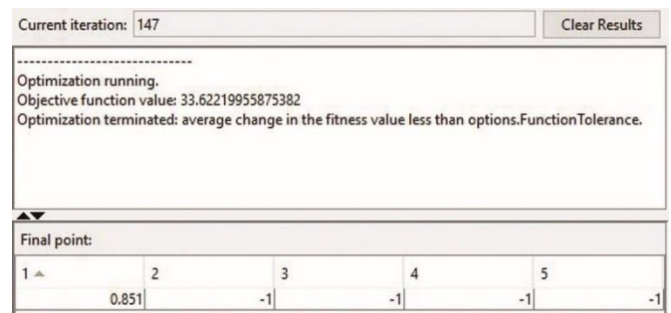 Current iteration: 147 Clear Results
----------------------------
Optimization running.
Objective function value: 33.62219955875382
Optimization terminated: average change in the fitness value less than options.FunctionTolerance.
Final point:
1 2 3 4 5
0.851 -1 -1 -1 -1